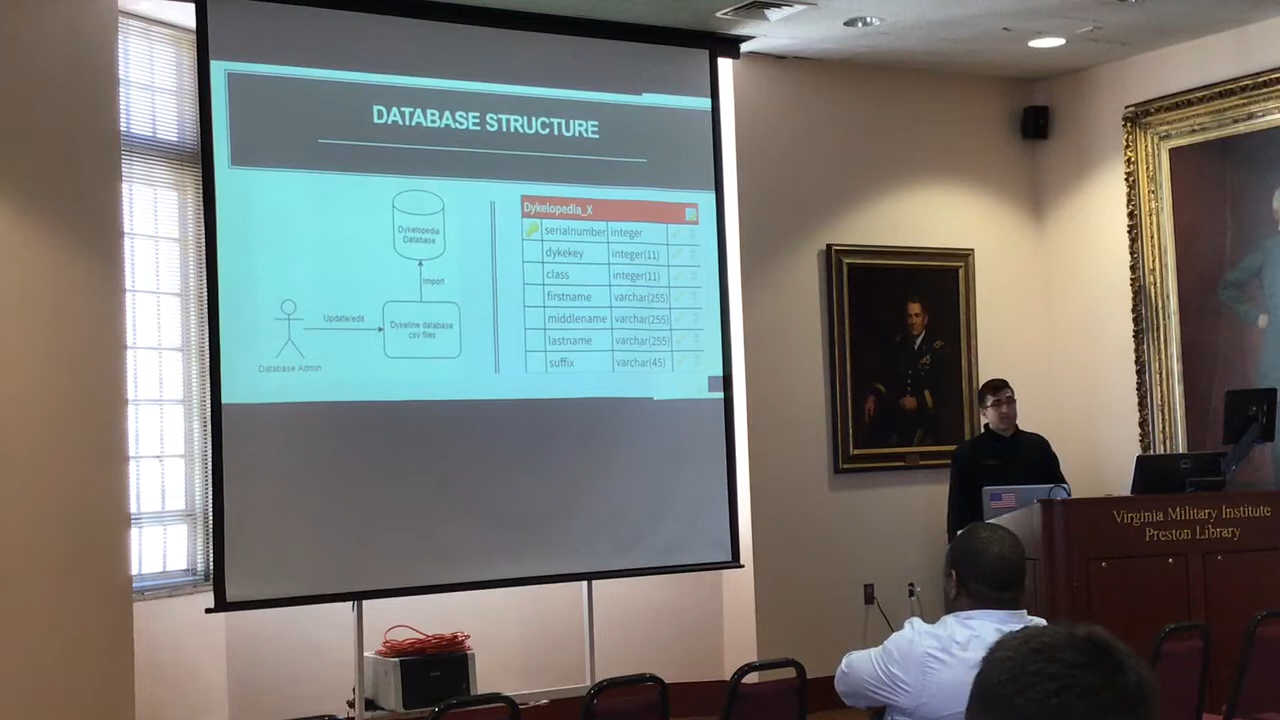 DATABASE STRUCTURE
Dykelopedia
Database
Import
Update/edit
Dykeline database
csv files
Database Admin
Dykelopedia_X
serialnumber integer
dykekey integer(11)
class integer(11)
firstname varchar(255)
middlename varchar(255)
lastname varchar(255)
suffix varchar(45)
Virginia Military Institute
Preston Library